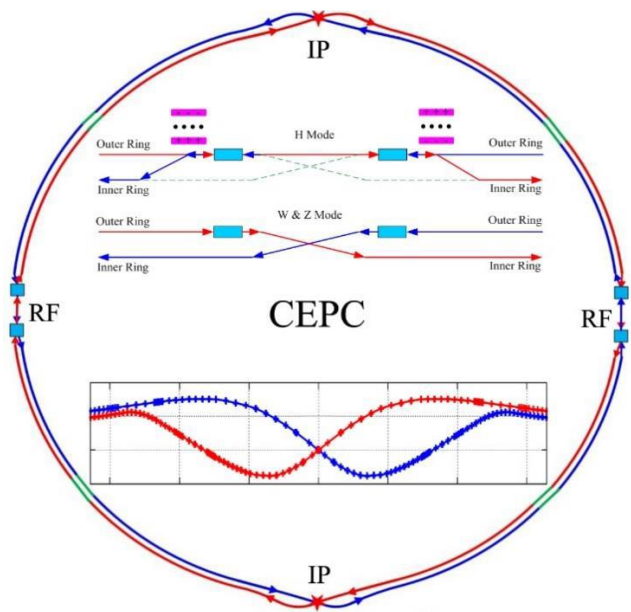 IP
H Mode
Outer Ring
Outer Ring
Inner Ring
Inner Ring
W & Z Mode
Outer Ring
Outer Ring
Inner Ring
Inner Ring
RF
CEPC
RF
IP